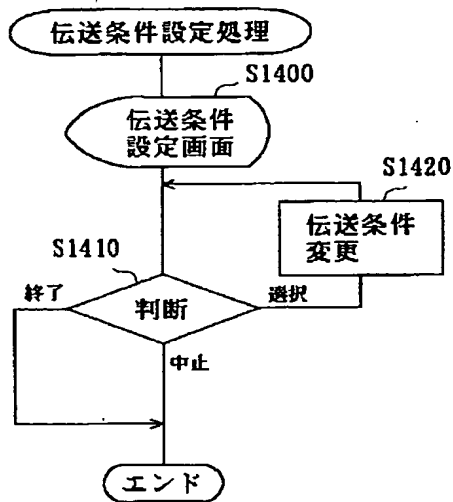 伝送条件設定処理
S1400
伝送条件
設定画面
S1420
伝送条件
変更
S1410
終了
判断
選択
中止
エンド